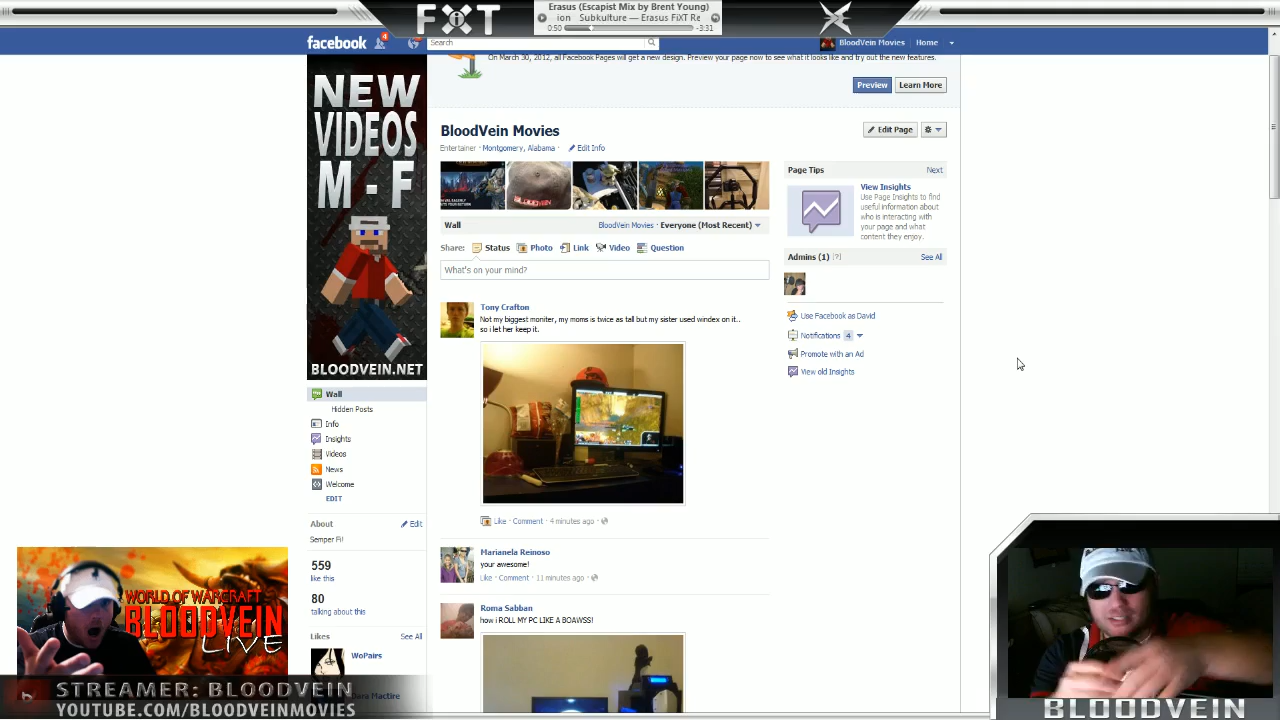 FiXT
Erasus (Escapist Mix by Brent Young)
ion Subkulture — Erasus FiXT Re
0:50 -3:31
facebook 4 Search BloodVein Movies Home
On March 30, 2012, all Facebook Pages will get a new design. Preview your page now to see what it looks like and try out the new features.
Preview Learn More
NEW
VIDEOS
M - F
BLOODVEIN.NET
BloodVein Movies
Edit Page
Entertainer · Montgomery, Alabama · Edit Info
Wall BloodVein Movies · Everyone (Most Recent)
Share: Status Photo Link Video Question
What's on your mind?
Tony Crafton
Not my biggest moniter, my moms is twice as tall but my sister used windex on it..
so i let her keep it.
Like · Comment · 4 minutes ago ·
Marianela Reinoso
your awesome!
Like · Comment · 11 minutes ago ·
Roma Sabban
how i ROLL MY PC LIKE A BOAWSS!
Page Tips Next
View Insights
Use Page Insights to find
useful information about
who is interacting with
your page and what
content they enjoy.
Admins (1) [?] See All
Use Facebook as David
Notifications 4
Promote with an Ad
View old Insights
Wall
Hidden Posts
Info
Insights
Videos
News
Welcome
EDIT
About Edit
Semper Fi!
559
like this
80
talking about this
Likes See All
WoPairs
Dara Mactire
WORLD OF WARCRAFT
BLOODVEIN
LIVE
STREAMER: BLOODVEIN
YOUTUBE.COM/BLOODVEINMOVIES
BLOODVEIN